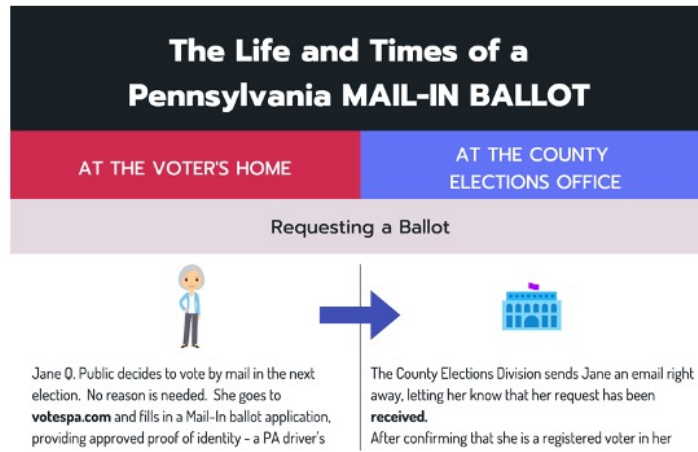 The Life and Times of a
Pennsylvania MAIL-IN BALLOT
AT THE VOTER'S HOME
AT THE COUNTY
ELECTIONS OFFICE
Requesting a Ballot
Jane Q. Public decides to vote by mail in the next
election. No reason is needed. She goes to
votespa.com and fills in a Mail-In ballot application,
providing approved proof of identity - a PA driver's
The County Elections Division sends Jane an email right
away, letting her know that her request has been
received.
After confirming that she is a registered voter in her